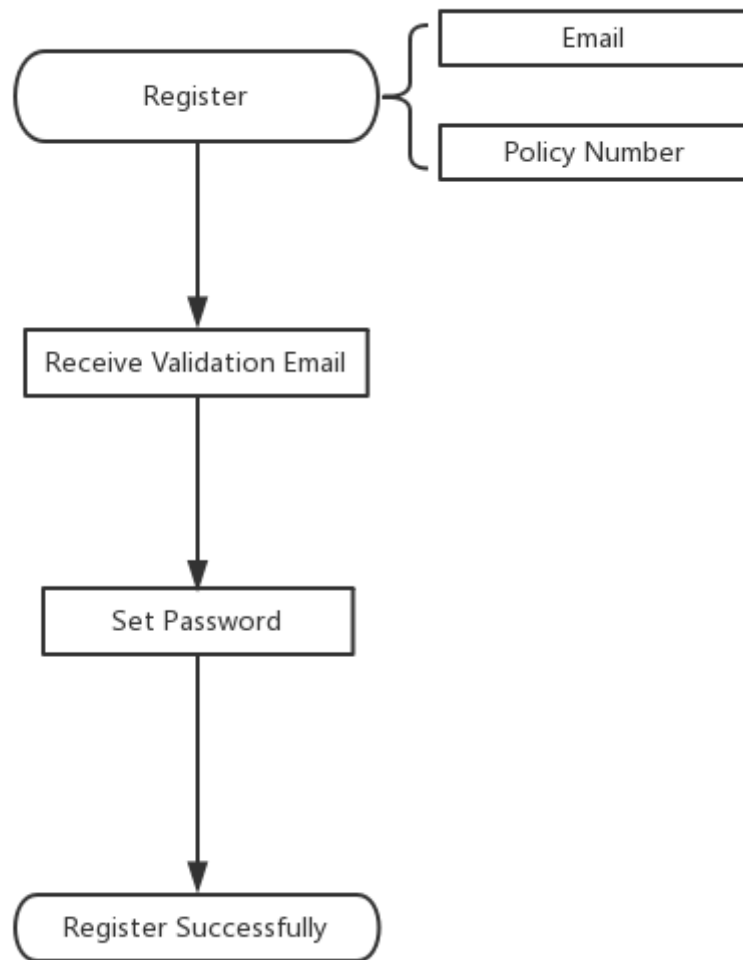 Register
Email
Policy Number
Receive Validation Email
Set Password
Register Successfully